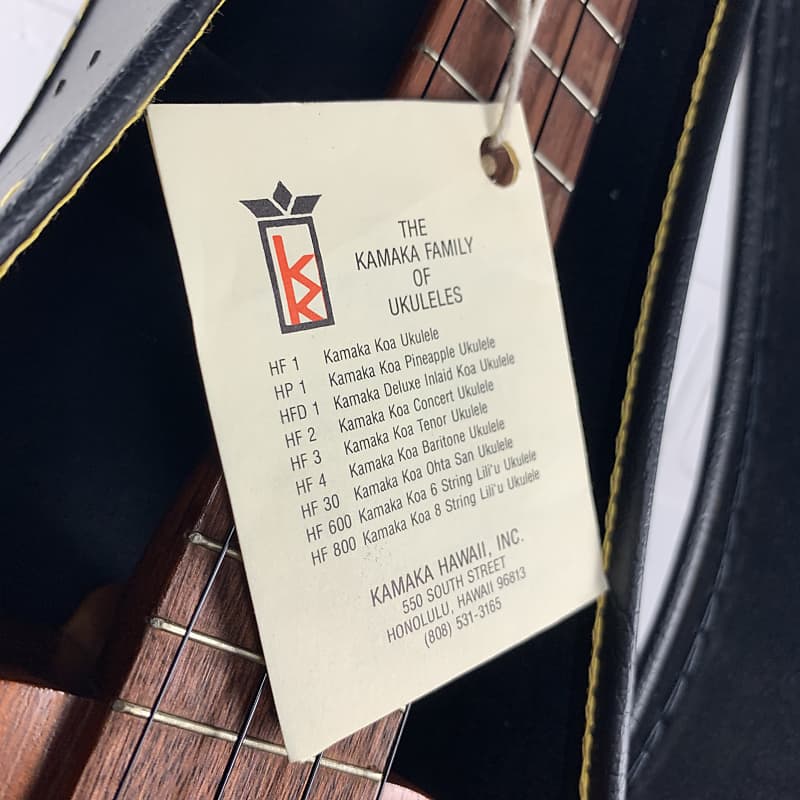 kk
THE
KAMAKA FAMILY
OF
UKULELES
HF 1 Kamaka Koa Ukulele
HP 1 Kamaka Koa Pineapple Ukulele
HFD 1 Kamaka Deluxe Inlaid Koa Ukulele
HF 2 Kamaka Koa Concert Ukulele
HF 3 Kamaka Koa Tenor Ukulele
HF 4 Kamaka Koa Baritone Ukulele
HF 30 Kamaka Koa Ohta San Ukulele
HF 600 Kamaka Koa 6 String Lili'u Ukulele
HF 800 Kamaka Koa 8 String Lili'u Ukulele
KAMAKA HAWAII, INC.
550 SOUTH STREET
HONOLULU, HAWAII 96813
(808) 531-3165